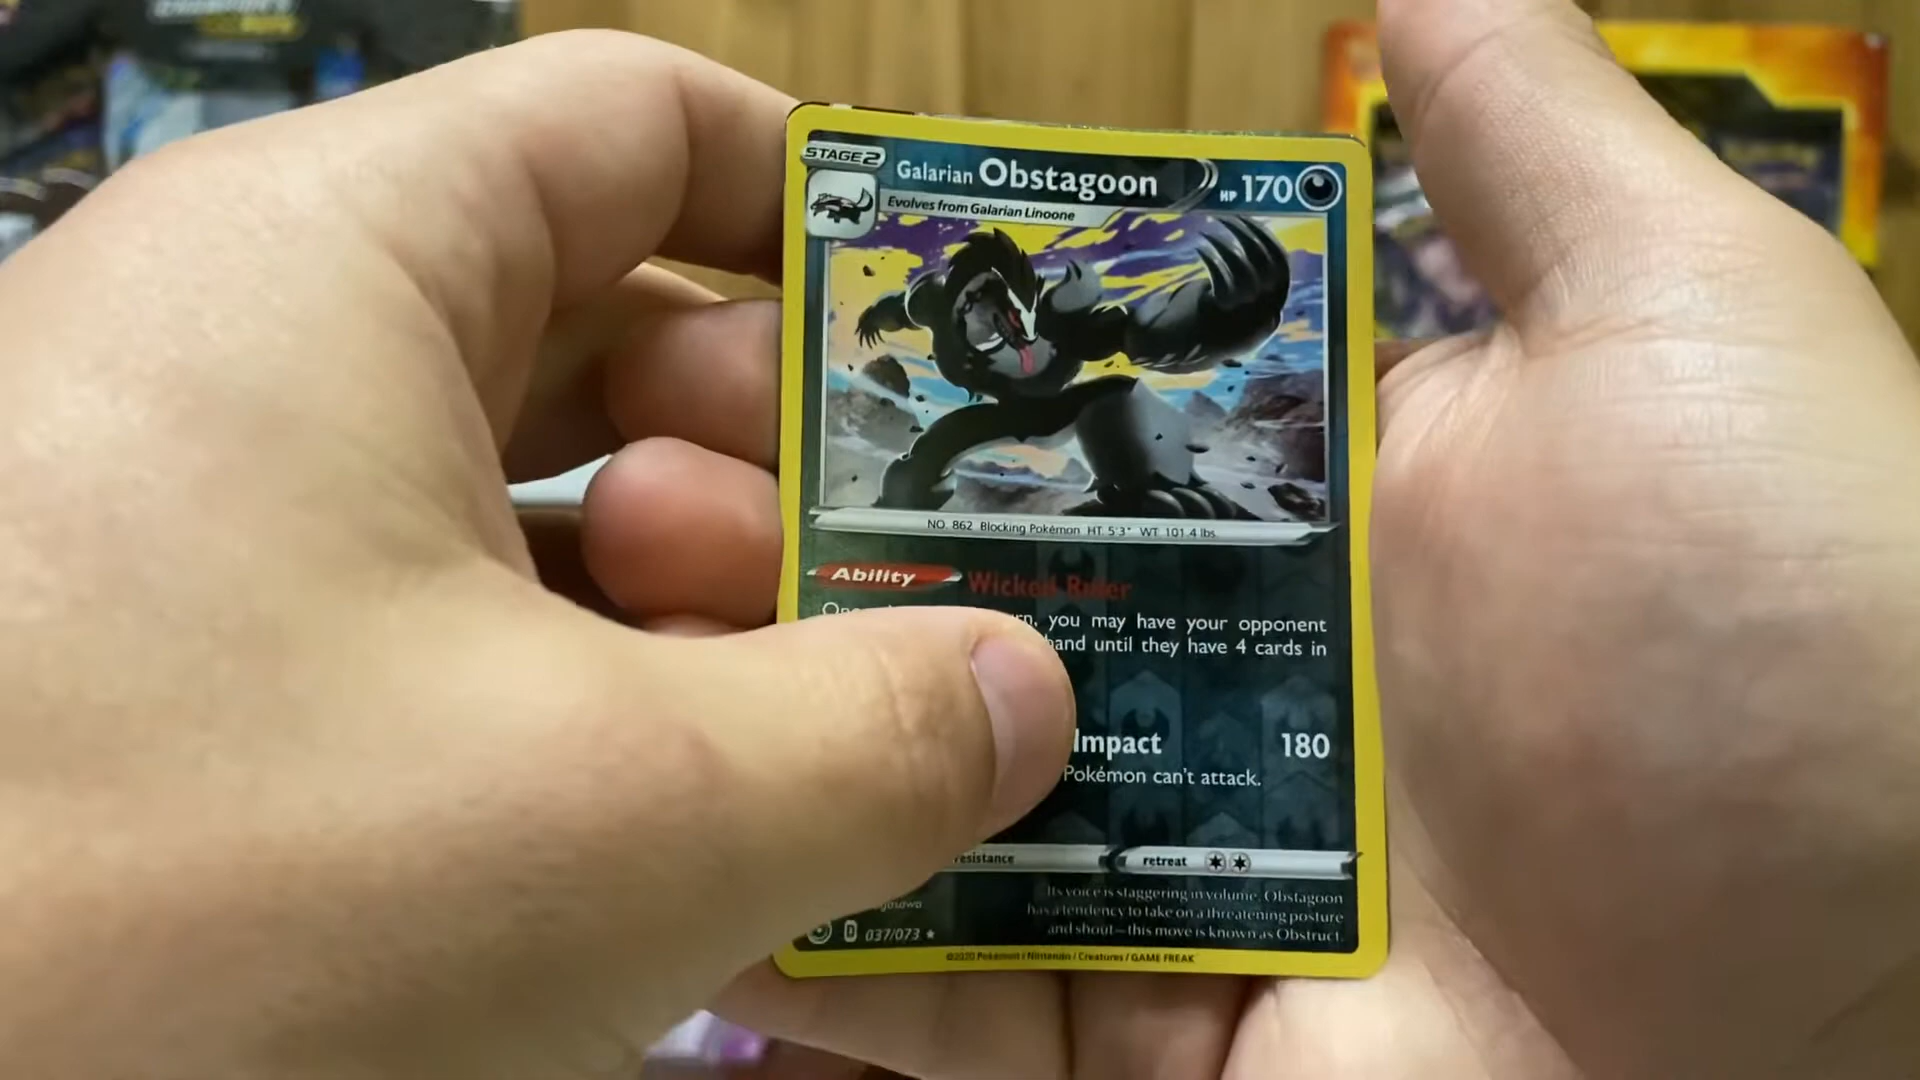 CHAMPION'S
STAGE 2
Galarian Obstagoon
HP 170
Evolves from Galarian Linoone
NO. 862 Blocking Pokémon HT: 5'3" WT: 101.4 lbs.
Ability Wicked Ruler
you may have your opponent
hand until they have 4 cards in
Impact 180
Pokémon can't attack.
resistance
retreat
Its voice is staggering in volume. Obstagoon
has a tendency to take on a threatening posture
and shout—this move is known as Obstruct.
D 037/073 ★
©2020 Pokémon / Nintendo / Creatures / GAME FREAK